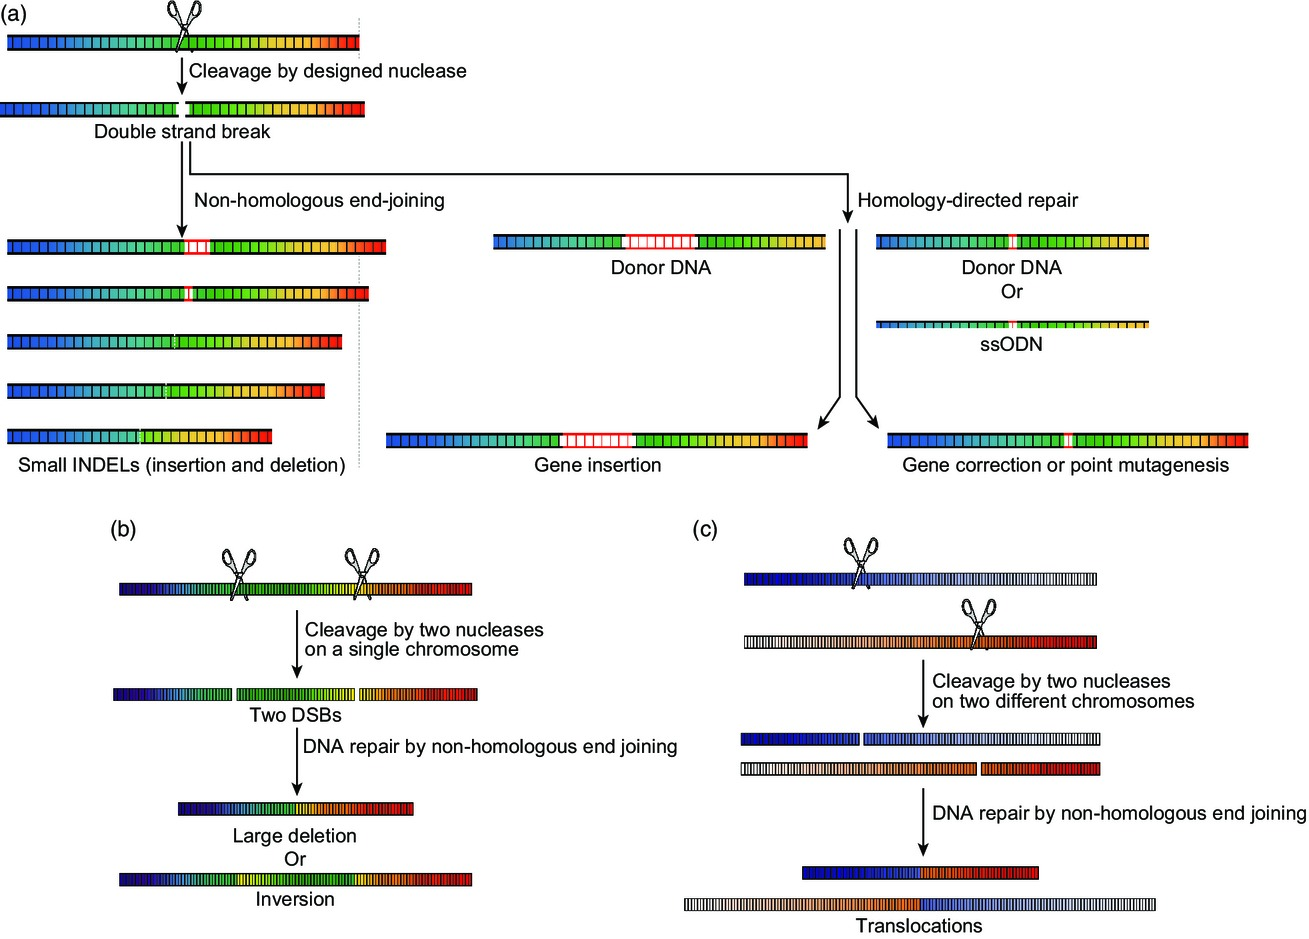 (a)
Cleavage by designed nuclease
Double strand break
Non-homologous end-joining
Homology-directed repair
Donor DNA
Donor DNA
Or
ssODN
Small INDELs (insertion and deletion)
Gene insertion
Gene correction or point mutagenesis
(b)
Cleavage by two nucleases
on a single chromosome
Two DSBs
DNA repair by non-homologous end joining
Large deletion
Or
Inversion
(c)
Cleavage by two nucleases
on two different chromosomes
DNA repair by non-homologous end joining
Translocations